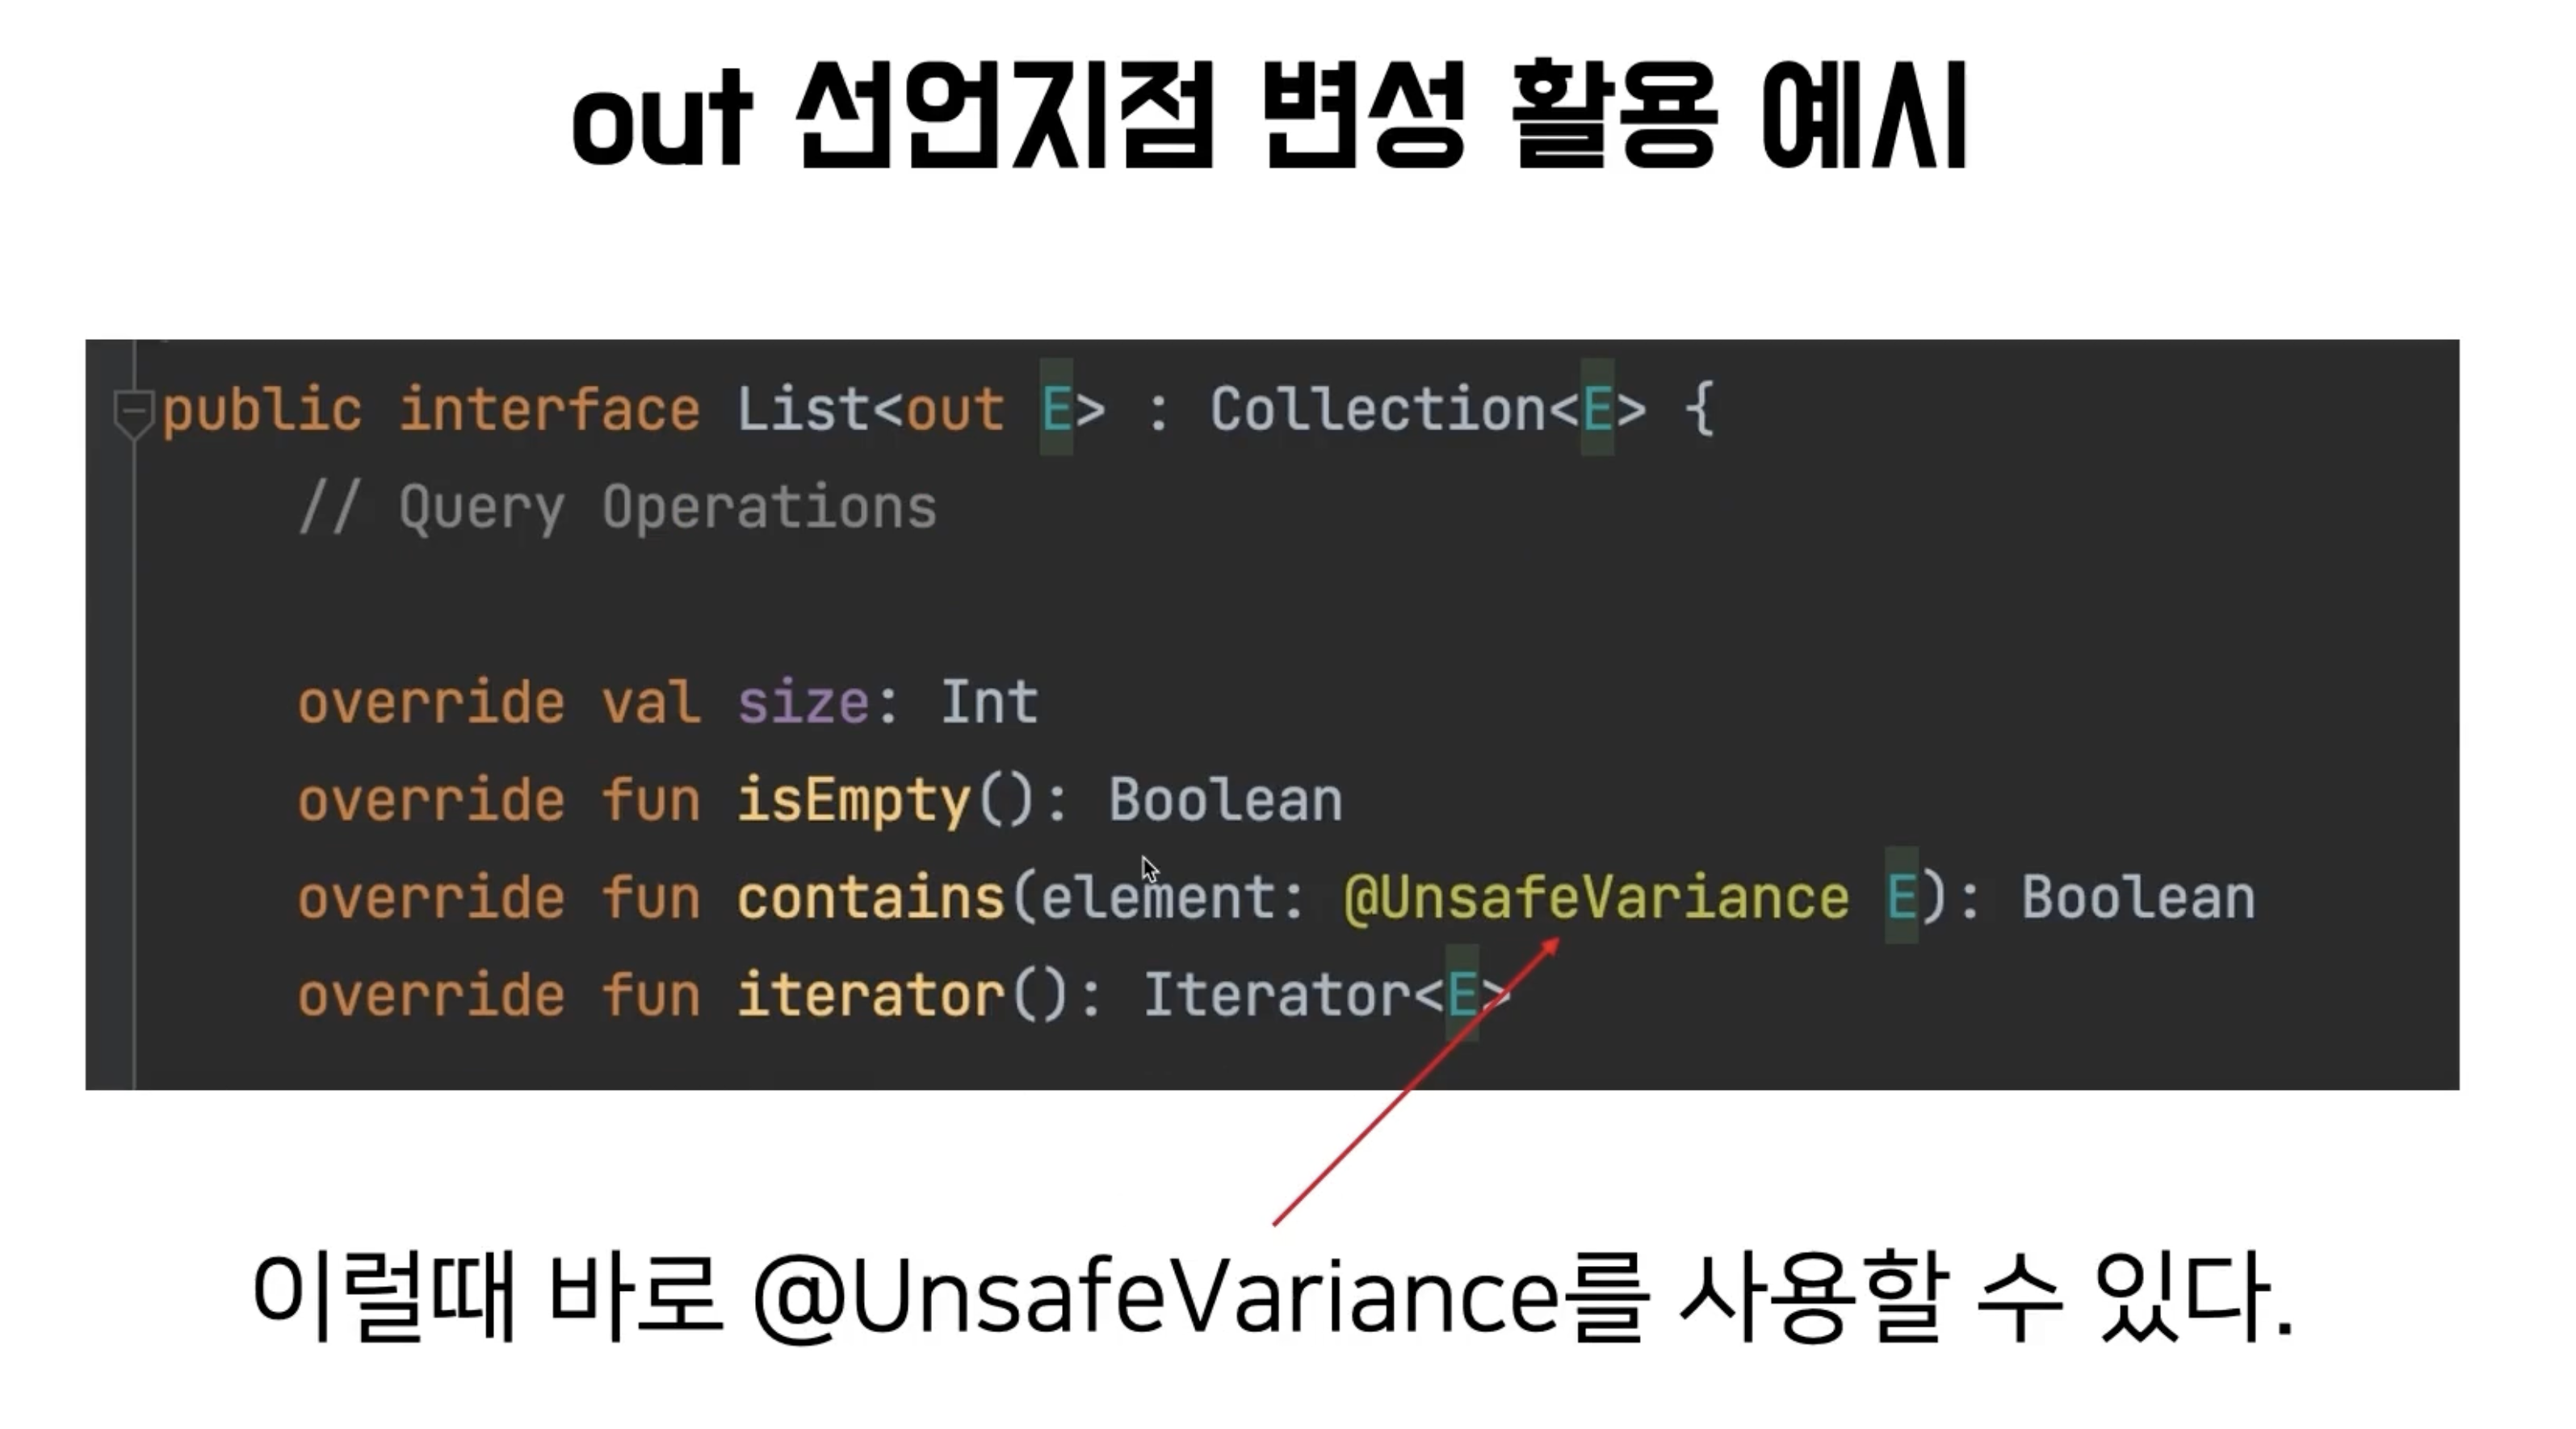 out 선언지점 변성 활용 예시
public interface List<out E> : Collection<E> {
// Query Operations
override val size: Int
override fun isEmpty(): Boolean
override fun contains(element: @UnsafeVariance E): Boolean
override fun iterator(): Iterator<E>
이럴때 바로 @UnsafeVariance를 사용할 수 있다.